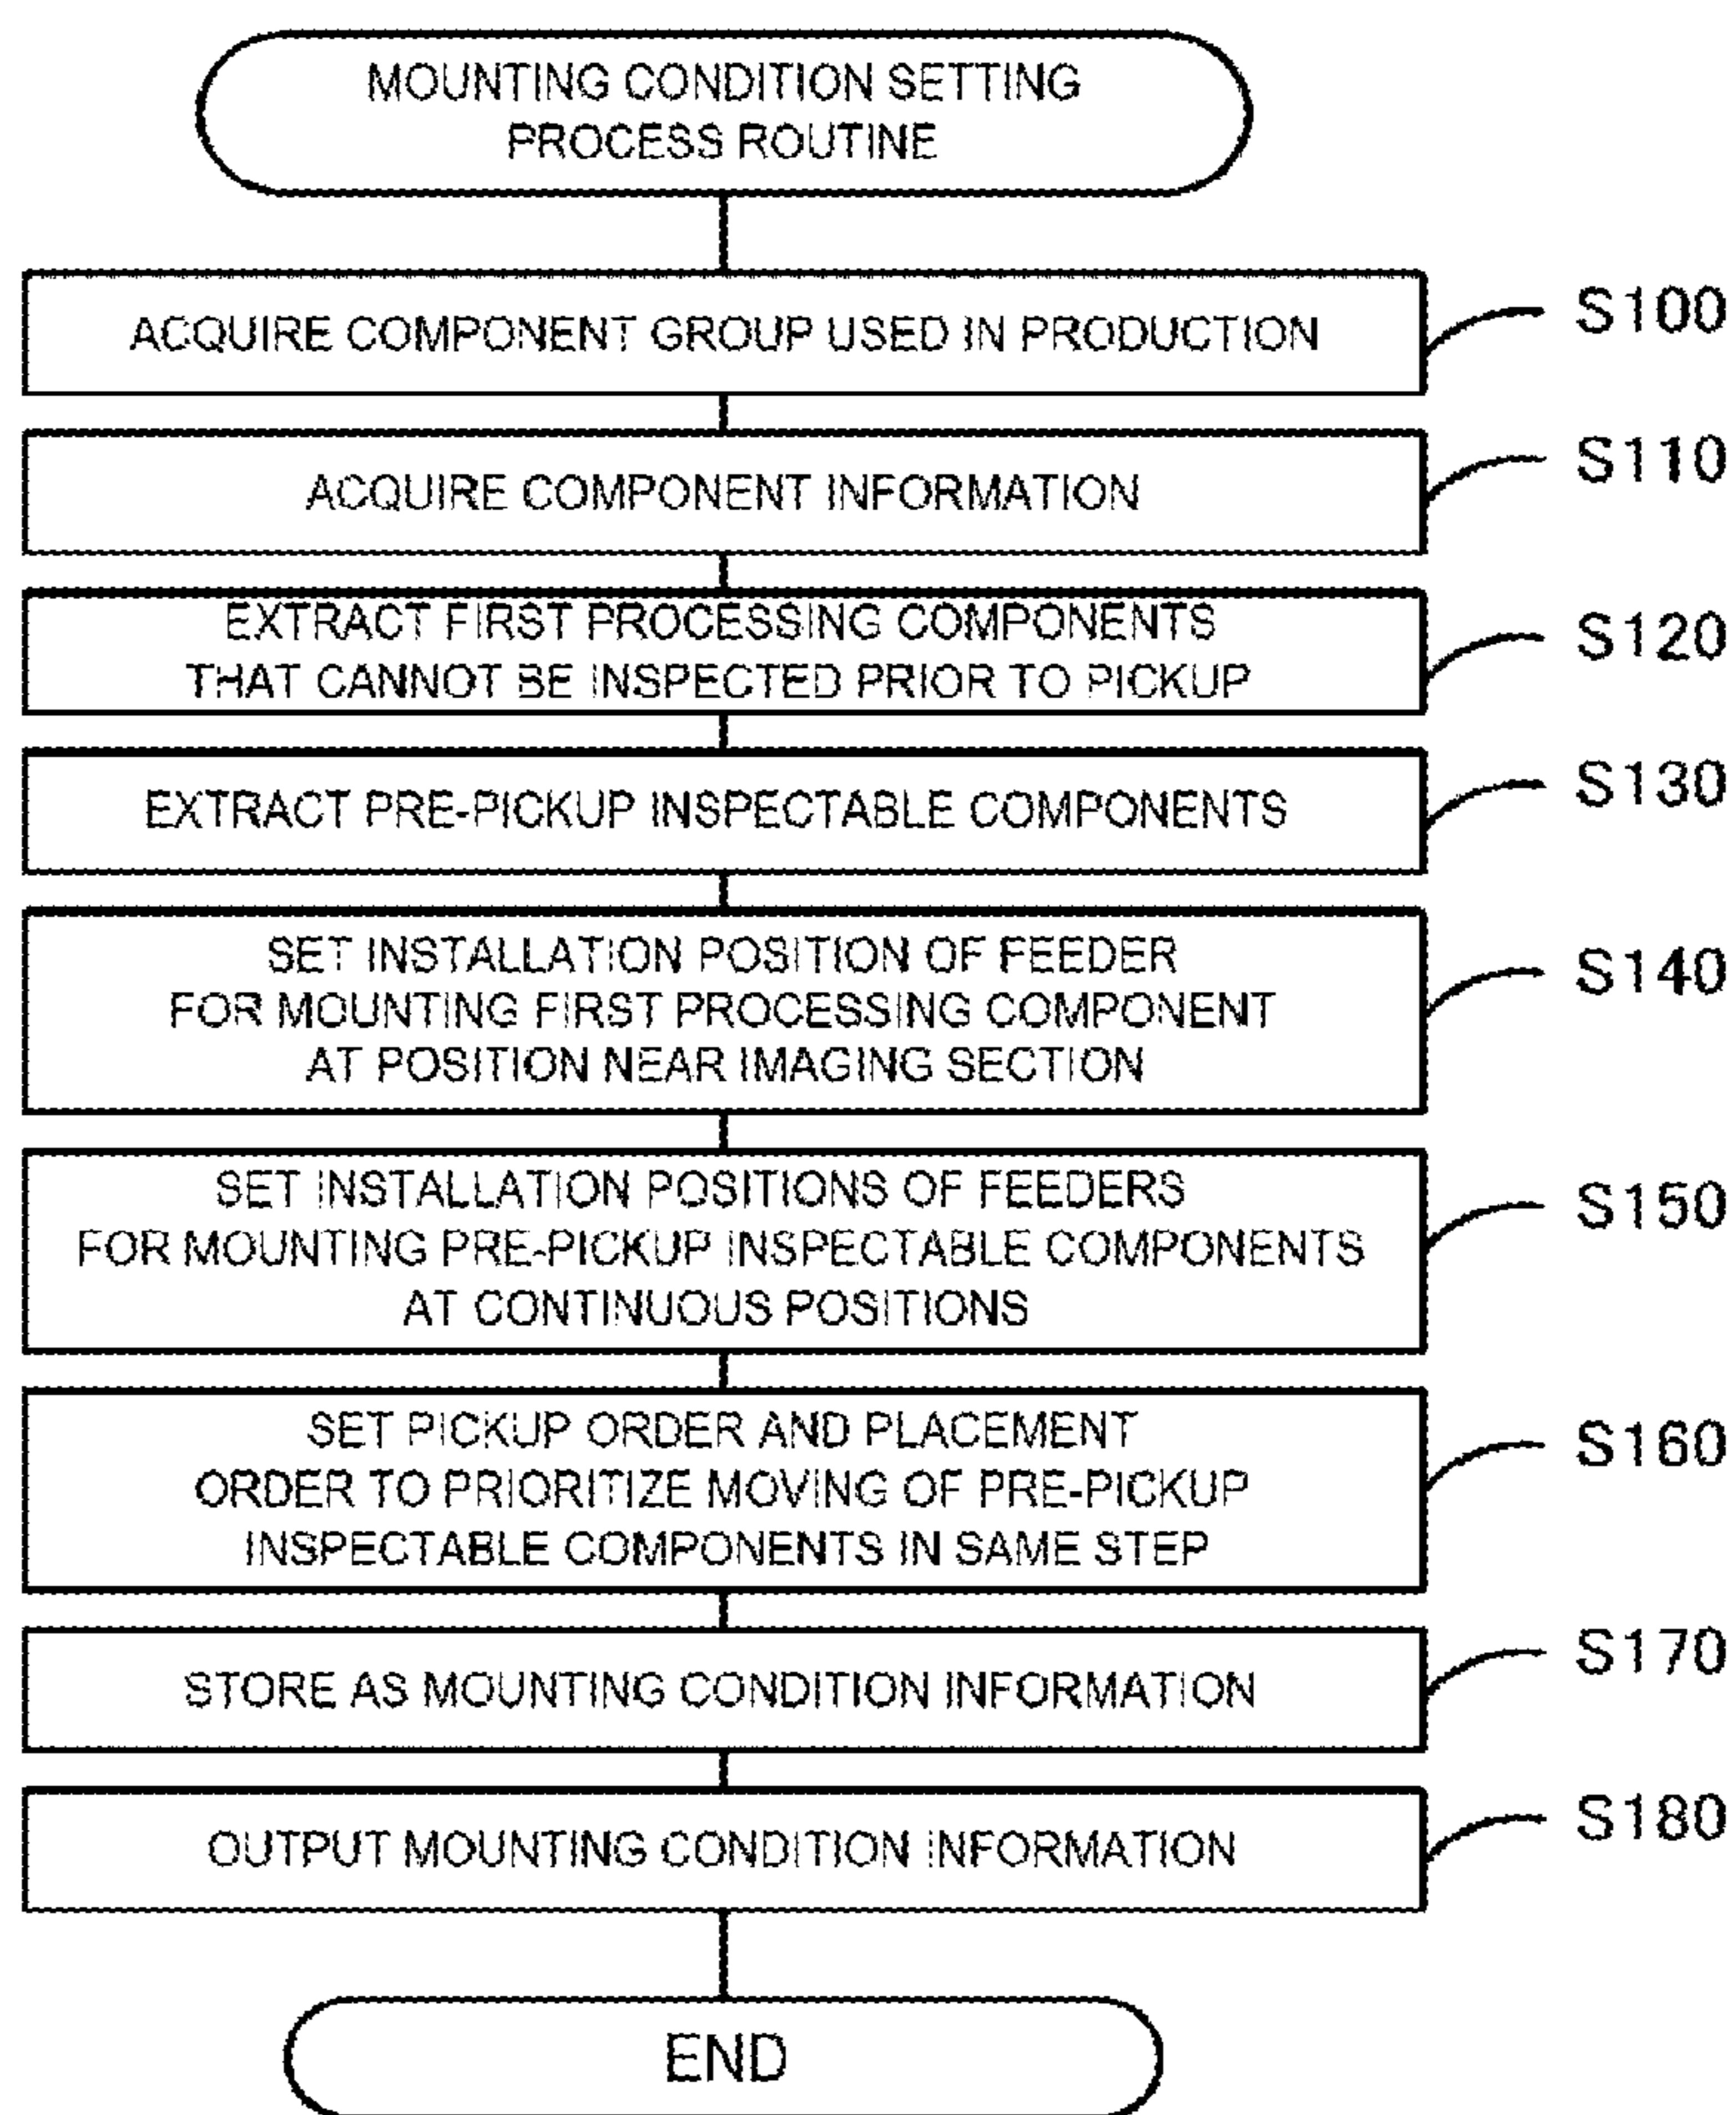 MOUNTING CONDITION SETTING
PROCESS ROUTINE
ACQUIRE COMPONENT GROUP USED IN PRODUCTION
S100
ACQUIRE COMPONENT INFORMATION
S110
EXTRACT FIRST PROCESSING COMPONENTS
THAT CANNOT BE INSPECTED PRIOR TO PICKUP
S120
EXTRACT PRE-PICKUP INSPECTABLE COMPONENTS
S130
SET INSTALLATION POSITION OF FEEDER
FOR MOUNTING FIRST PROCESSING COMPONENT
AT POSITION NEAR IMAGING SECTION
S140
SET INSTALLATION POSITIONS OF FEEDERS
FOR MOUNTING PRE-PICKUP INSPECTABLE COMPONENTS
AT CONTINUOUS POSITIONS
S150
SET PICKUP ORDER AND PLACEMENT
ORDER TO PRIORITIZE MOVING OF PRE-PICKUP
INSPECTABLE COMPONENTS IN SAME STEP
S160
STORE AS MOUNTING CONDITION INFORMATION
S170
OUTPUT MOUNTING CONDITION INFORMATION
S180
END